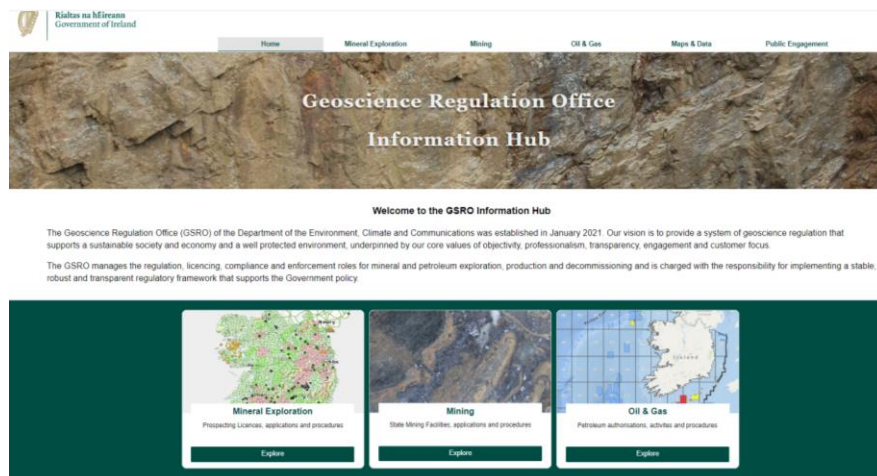 Rialtas na hÉireann
Government of Ireland
Home Mineral Exploration Mining Oil & Gas Maps & Data Public Engagement
Geoscience Regulation Office
Information Hub
Welcome to the GSRO Information Hub
The Geoscience Regulation Office (GSRO) of the Department of the Environment, Climate and Communications was established in January 2021. Our vision is to provide a system of geoscience regulation that
supports a sustainable society and economy and a well protected environment, underpinned by our core values of objectivity, professionalism, transparency, engagement and customer focus.
The GSRO manages the regulation, licencing, compliance and enforcement roles for mineral and petroleum exploration, production and decommissioning and is charged with the responsibility for implementing a stable,
robust and transparent regulatory framework that supports the Government policy.
Ireland
Mineral Exploration
Prospecting Licences, applications and procedures
Explore
Mining
State Mining Facilities, applications and procedures
Explore
Oil & Gas
Petroleum authorisations, activites and procedures
Explore